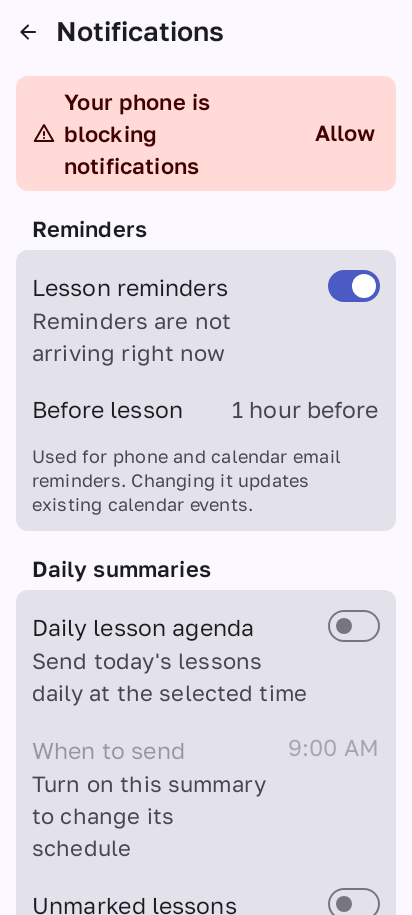 Notifications
Your phone is
blocking
notifications
Allow
Reminders
Lesson reminders
Reminders are not
arriving right now
Before lesson
1 hour before
Used for phone and calendar email
reminders. Changing it updates
existing calendar events.
Daily summaries
Daily lesson agenda
Send today's lessons
daily at the selected time
When to send
9:00 AM
Turn on this summary
to change its
schedule
Unmarked lessons